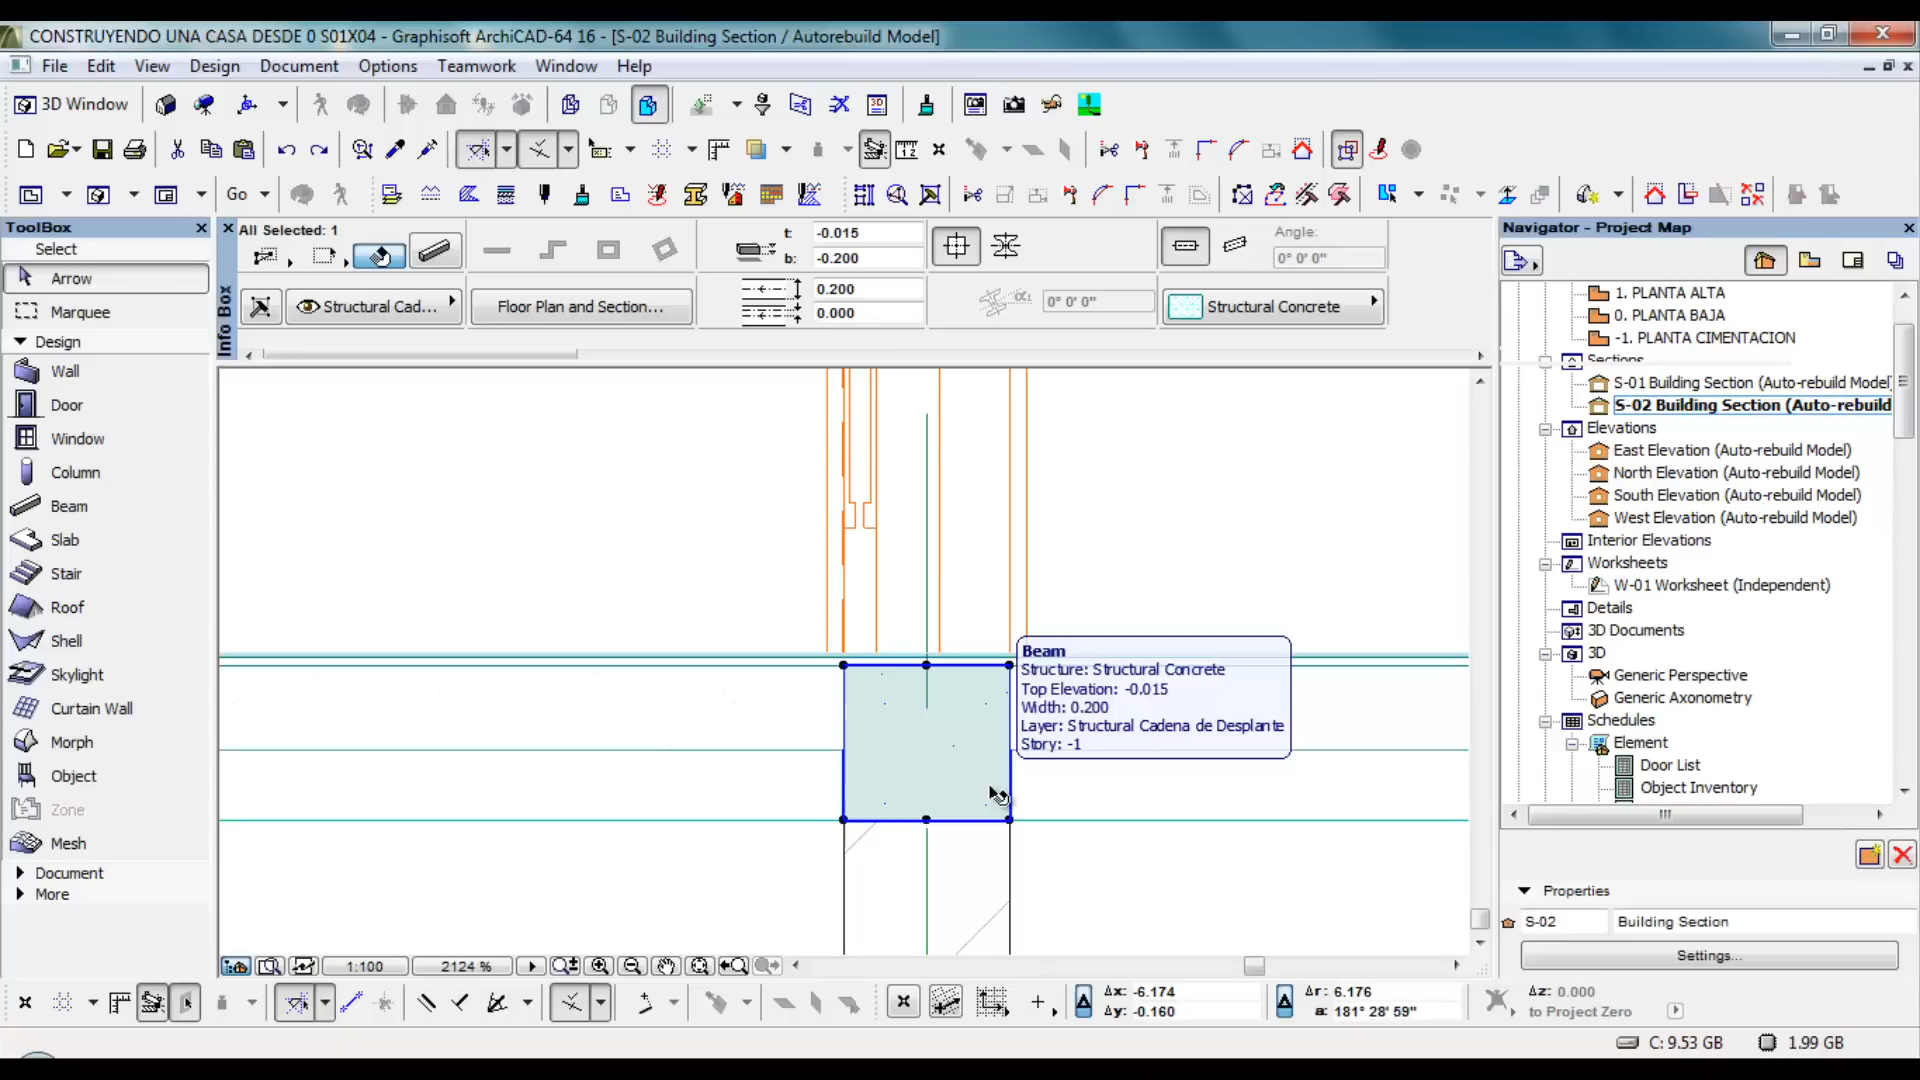 CONSTRUYENDO UNA CASA DESDE 0 S01X04 - Graphisoft ArchiCAD-64 16 - [S-02 Building Section / Autorebuild Model]
File Edit View Design Document Options Teamwork Window Help
3D Window
Go
ToolBox
Select
Arrow
Marquee
Design
Wall
Door
Window
Column
Beam
Slab
Stair
Roof
Shell
Skylight
Curtain Wall
Morph
Object
Zone
Mesh
Document
More
Info Box
All Selected: 1
t: -0.015
b: -0.200
Angle:
0° 0' 0"
Structural Cad...
Floor Plan and Section...
0.200
0.000
0° 0' 0"
Structural Concrete
Beam
Structure: Structural Concrete
Top Elevation: -0.015
Width: 0.200
Layer: Structural Cadena de Desplante
Story: -1
Navigator - Project Map
1. PLANTA ALTA
0. PLANTA BAJA
-1. PLANTA CIMENTACION
Sections
S-01 Building Section (Auto-rebuild Model)
S-02 Building Section (Auto-rebuild
Elevations
East Elevation (Auto-rebuild Model)
North Elevation (Auto-rebuild Model)
South Elevation (Auto-rebuild Model)
West Elevation (Auto-rebuild Model)
Interior Elevations
Worksheets
W-01 Worksheet (Independent)
Details
3D Documents
3D
Generic Perspective
Generic Axonometry
Schedules
Element
Door List
Object Inventory
Properties
S-02 Building Section
Settings...
1:100 2124 %
Δx: -6.174
Δy: -0.160
Δr: 6.176
a: 181° 28' 59"
Δz: 0.000
to Project Zero
C: 9.53 GB 1.99 GB